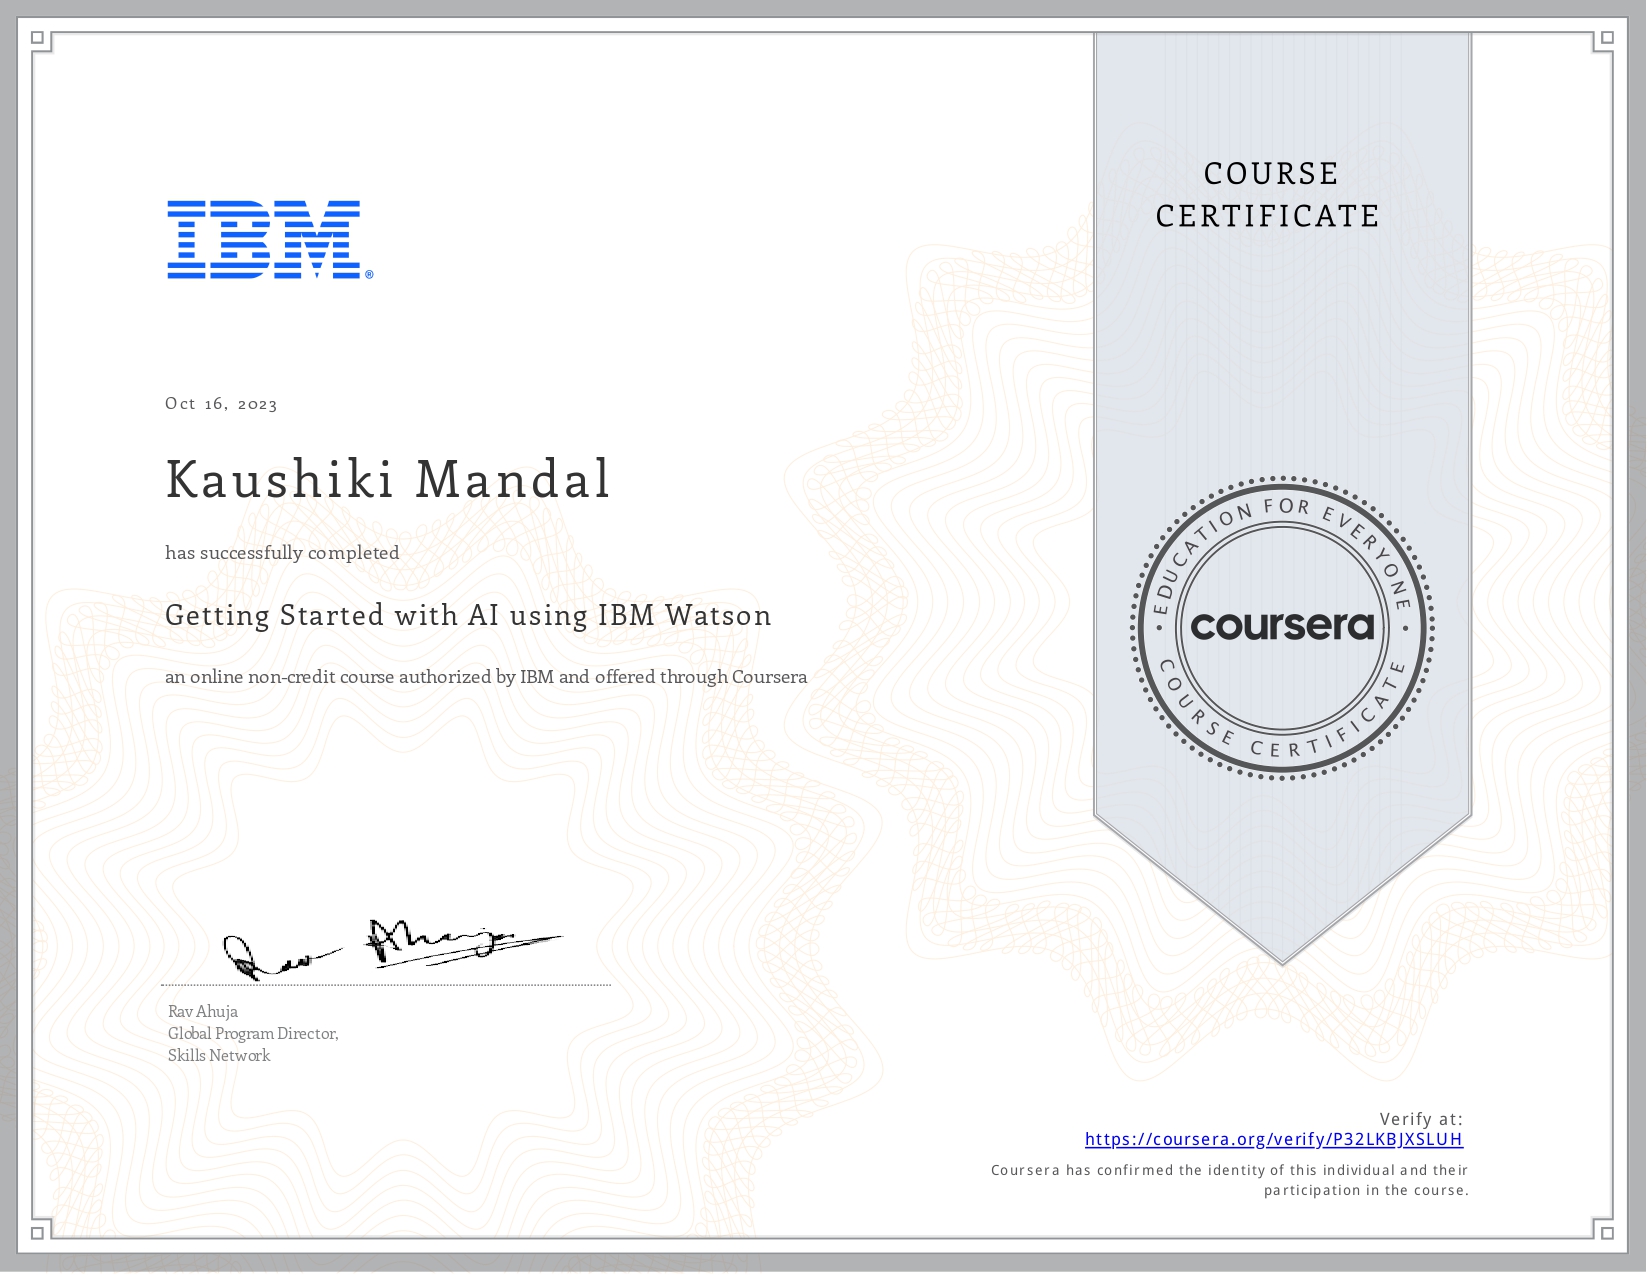 COURSE
CERTIFICATE
IBM®
Oct 16, 2023
Kaushiki Mandal
has successfully completed
Getting Started with AI using IBM Watson
an online non-credit course authorized by IBM and offered through Coursera
EDUCATION FOR EVERYONE
coursera
COURSE CERTIFICATE
Rav Ahuja
Global Program Director,
Skills Network
Verify at:
https://coursera.org/verify/P32LKBJXSLUH
Coursera has confirmed the identity of this individual and their
participation in the course.